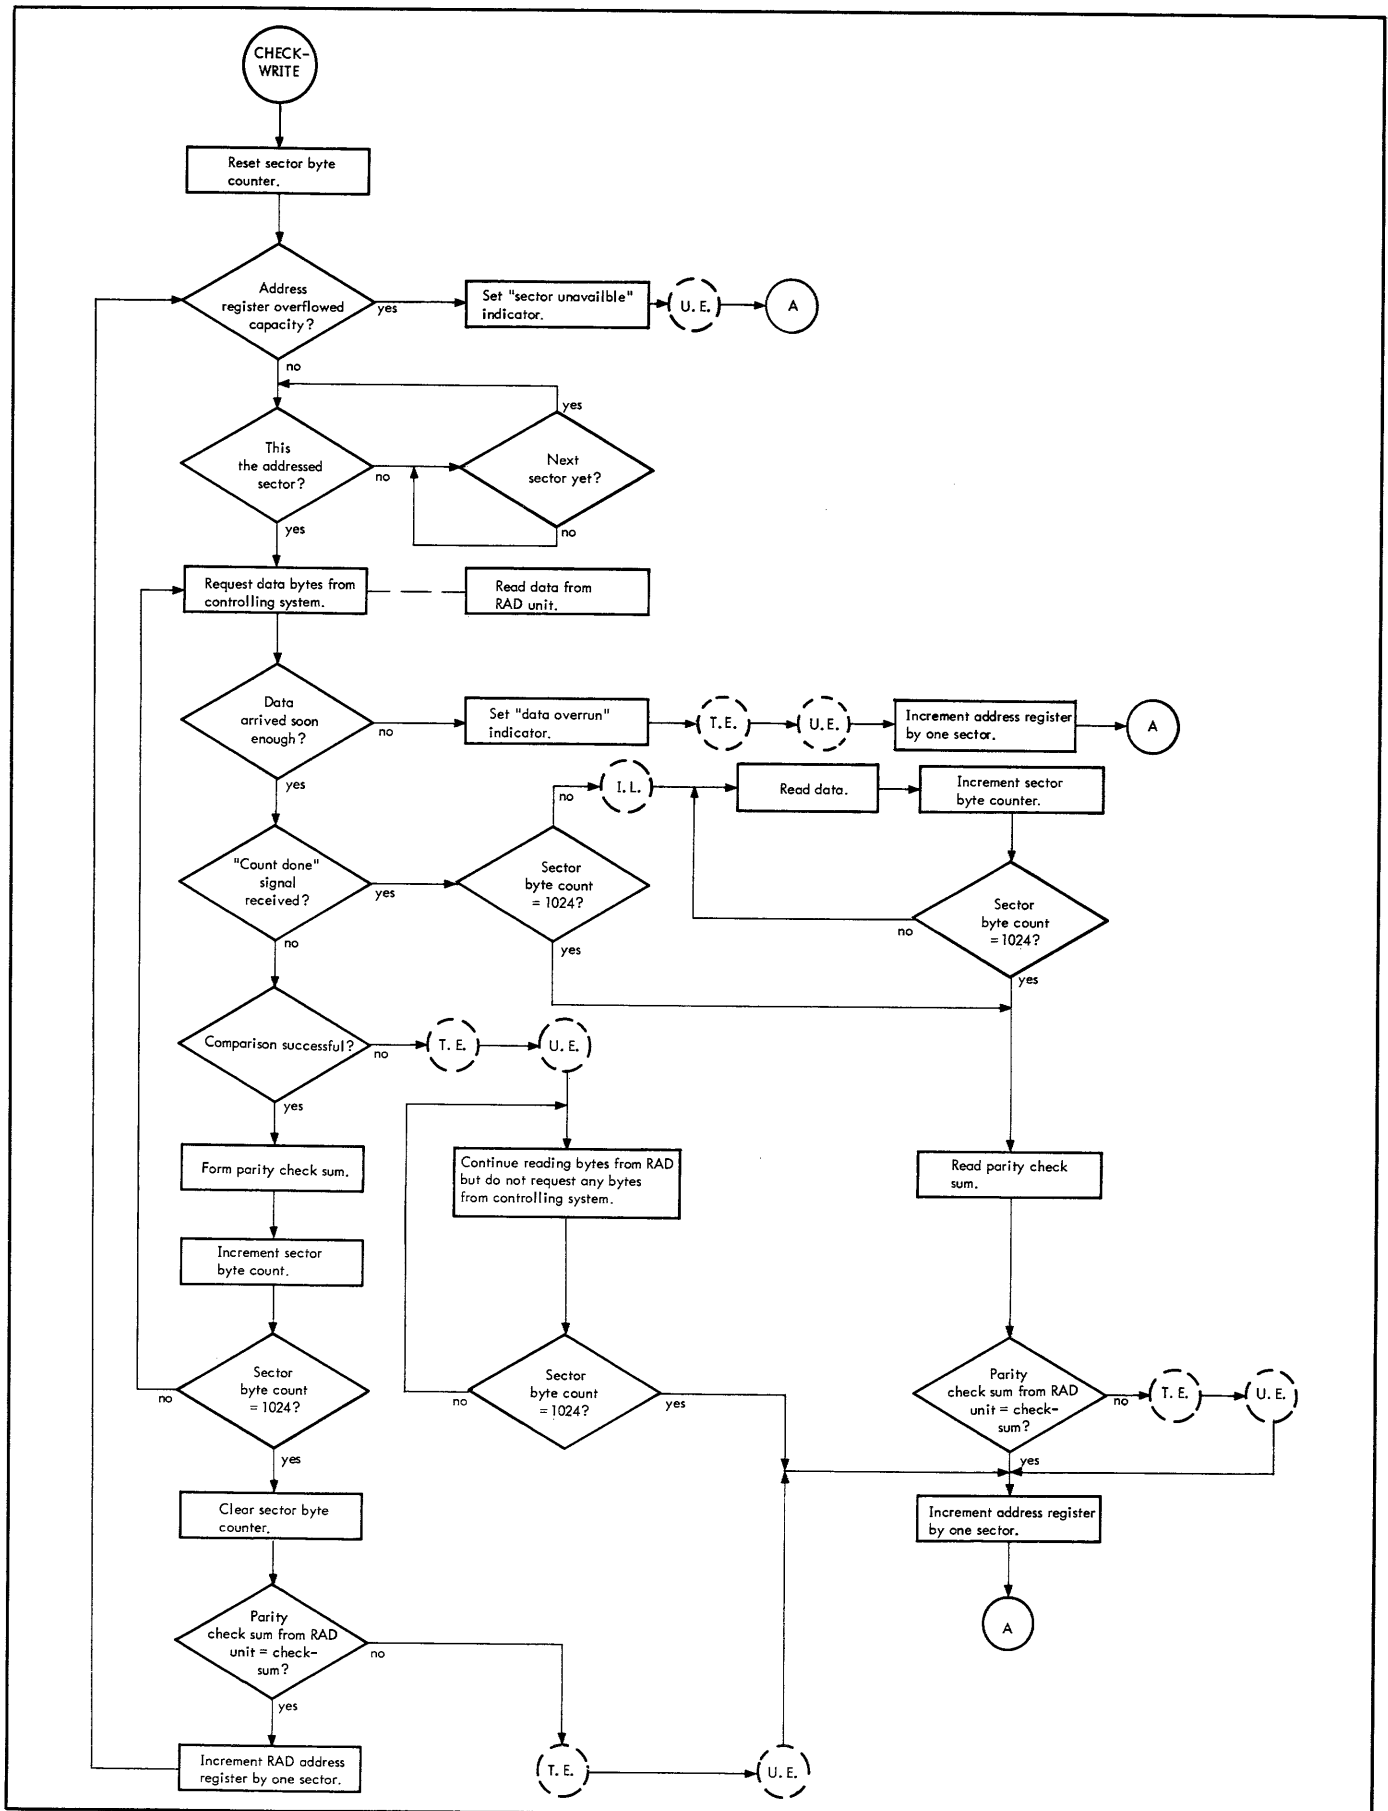 CHECK-
WRITE
Reset sector byte
counter.
Address
register overflowed
capacity?
yes
Set "sector unavailble"
indicator.
U. E.
A
no
yes
This
the addressed
sector?
no
Next
sector yet?
no
yes
Request data bytes from
controlling system.
Read data from
RAD unit.
Data
arrived soon
enough?
no
Set "data overrun"
indicator.
T. E.
U. E.
Increment address register
by one sector.
A
yes
no
I. L.
Read data.
Increment sector
byte counter.
"Count done"
signal
received?
yes
Sector
byte count
= 1024?
Sector
byte count
= 1024?
no
no
yes
yes
Comparison successful?
no
T. E.
U. E.
yes
Form parity check sum.
Continue reading bytes from RAD
but do not request any bytes
from controlling system.
Read parity check
sum.
Increment sector
byte count.
Sector
byte count
= 1024?
no
Sector
byte count
= 1024?
no
yes
Parity
check sum from RAD
unit = check-
sum?
no
T. E.
U. E.
yes
yes
Clear sector byte
counter.
Increment address register
by one sector.
Parity
check sum from RAD
unit = check-
sum?
no
A
yes
Increment RAD address
register by one sector.
T. E.
U. E.